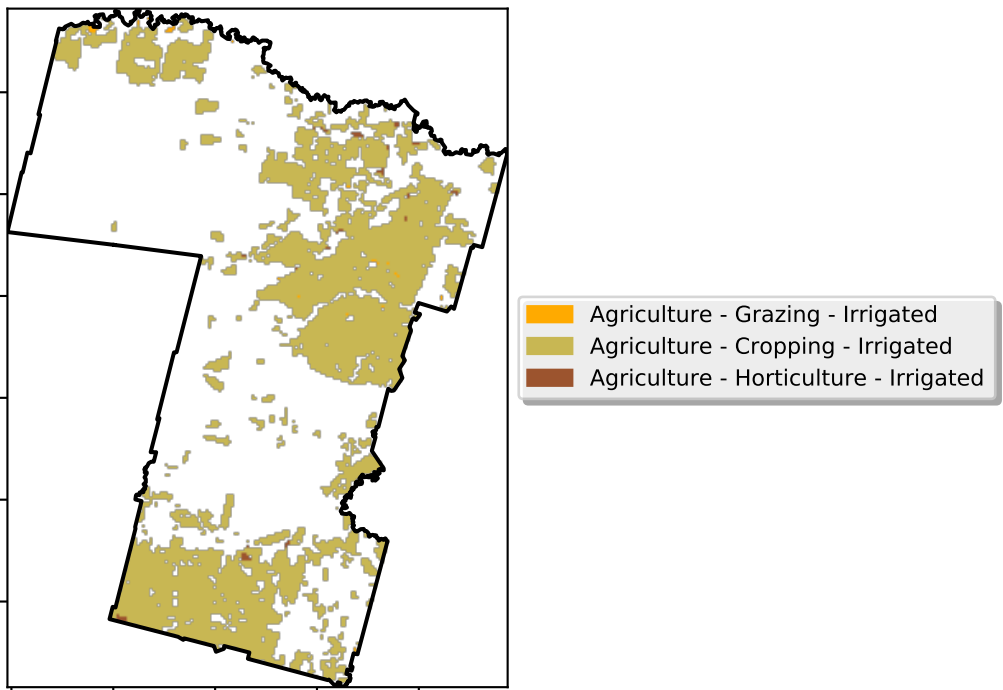 Agriculture - Grazing - Irrigated
Agriculture - Cropping - Irrigated
Agriculture - Horticulture - Irrigated